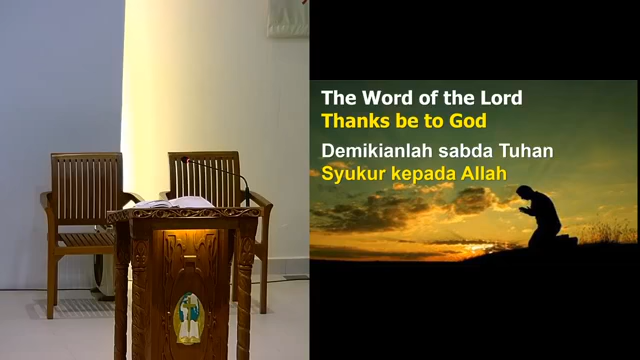 The Word of the Lord
Thanks be to God
Demikianlah sabda Tuhan
Syukur kepada Allah